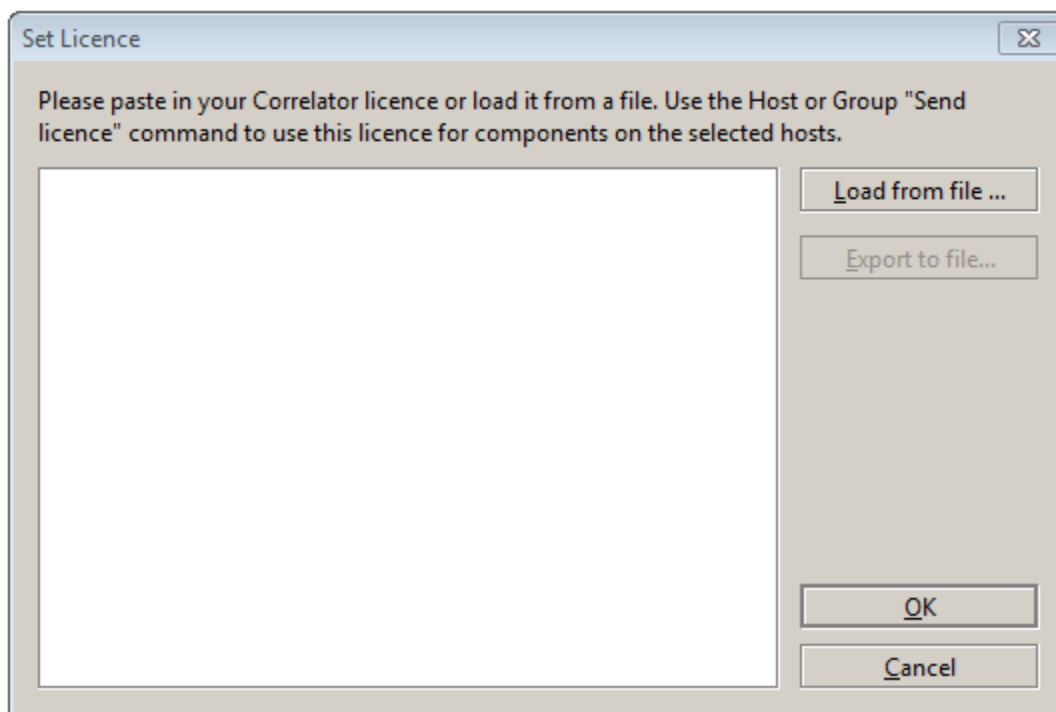 Set Licence
Please paste in your Correlator licence or load it from a file. Use the Host or Group "Send
licence" command to use this licence for components on the selected hosts.
Load from file ...
Export to file...
OK
Cancel